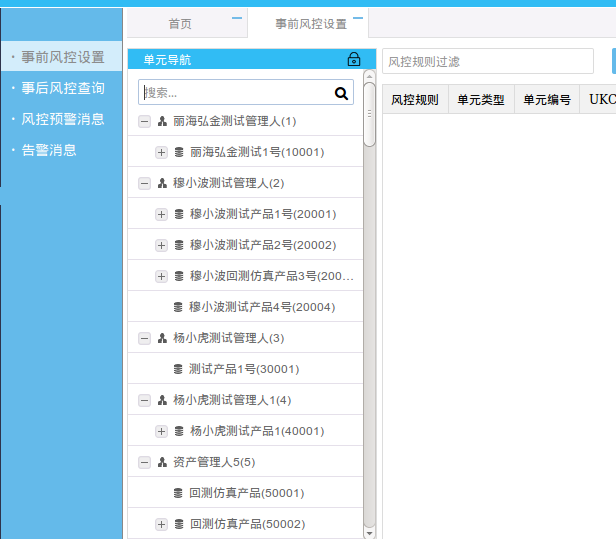 首页
事前风控设置
事前风控设置
事后风控查询
风控预警消息
告警消息
单元导航
搜索...
丽海弘金测试管理人(1)
丽海弘金测试1号(10001)
穆小波测试管理人(2)
穆小波测试产品1号(20001)
穆小波测试产品2号(20002)
穆小波回测仿真产品3号(200...
穆小波测试产品4号(20004)
杨小虎测试管理人(3)
测试产品1号(30001)
杨小虎测试管理人1(4)
杨小虎测试产品1(40001)
资产管理人5(5)
回测仿真产品(50001)
回测仿真产品(50002)
风控规则过滤
风控规则 单元类型 单元编号 UKC